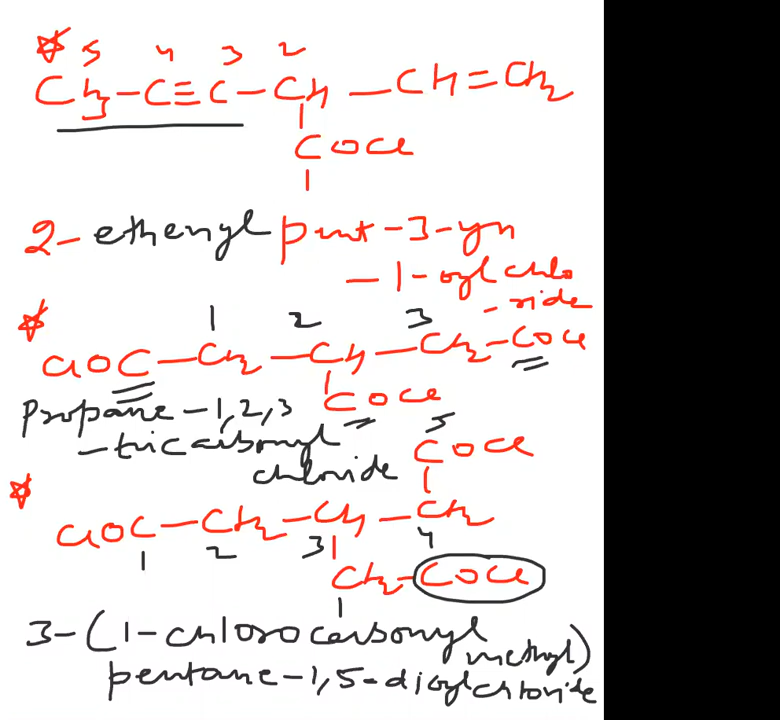 ☆ 5 4 3 2
CH3-C≡C-CH—CH=CH2
COCl
1
2-ethenyl pent-3-yn
-1-oyl chlo
-ride
☆ 1 2 3
ClOC—CH2—CH—CH2-COCl
COCl
propane-1,2,3
-tricarbonyl
chloride
5
COCl
☆ ClOC—CH2—CH—CH2
1 2 3 4
CH2-COCl
1
3-(1-chlorocarbonyl
methyl)
pentane-1,5-dioyl chloride